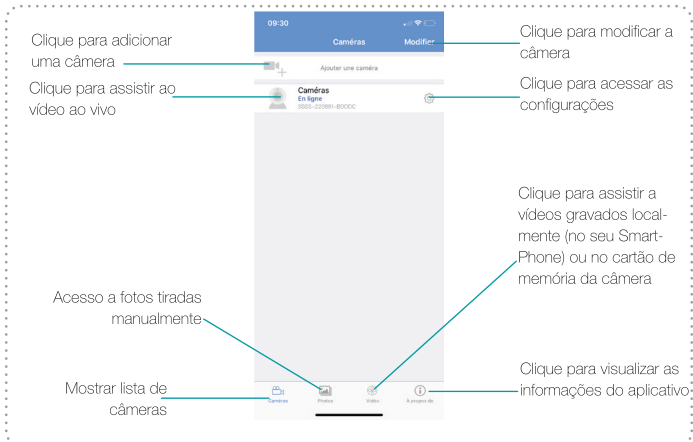 Clique para adicionar
uma câmera
Clique para assistir ao
vídeo ao vivo
Acesso a fotos tiradas
manualmente
Mostrar lista de
câmeras
09:30
Caméras
Modifier
Ajouter une caméra
Caméras
En ligne
Caméras
Photos
Vidéo
À propos de
Clique para modificar a
câmera
Clique para acessar as
configurações
Clique para assistir a
vídeos gravados local-
mente (no seu Smart-
Phone) ou no cartão de
memória da câmera
Clique para visualizar as
informações do aplicativo